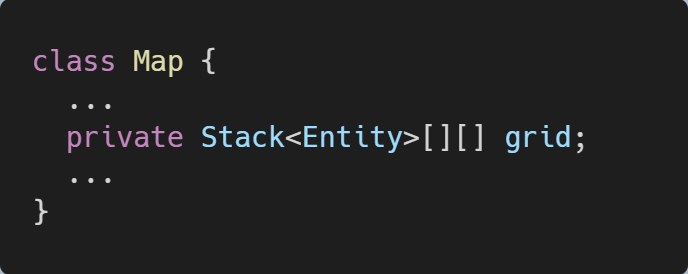 class Map {
  ...
  private Stack<Entity>[][] grid;
  ...
}